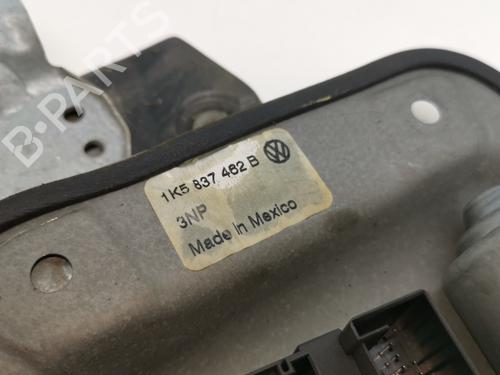 B-PARTS
1K5 837 462 B
3NP
Made in Mexico